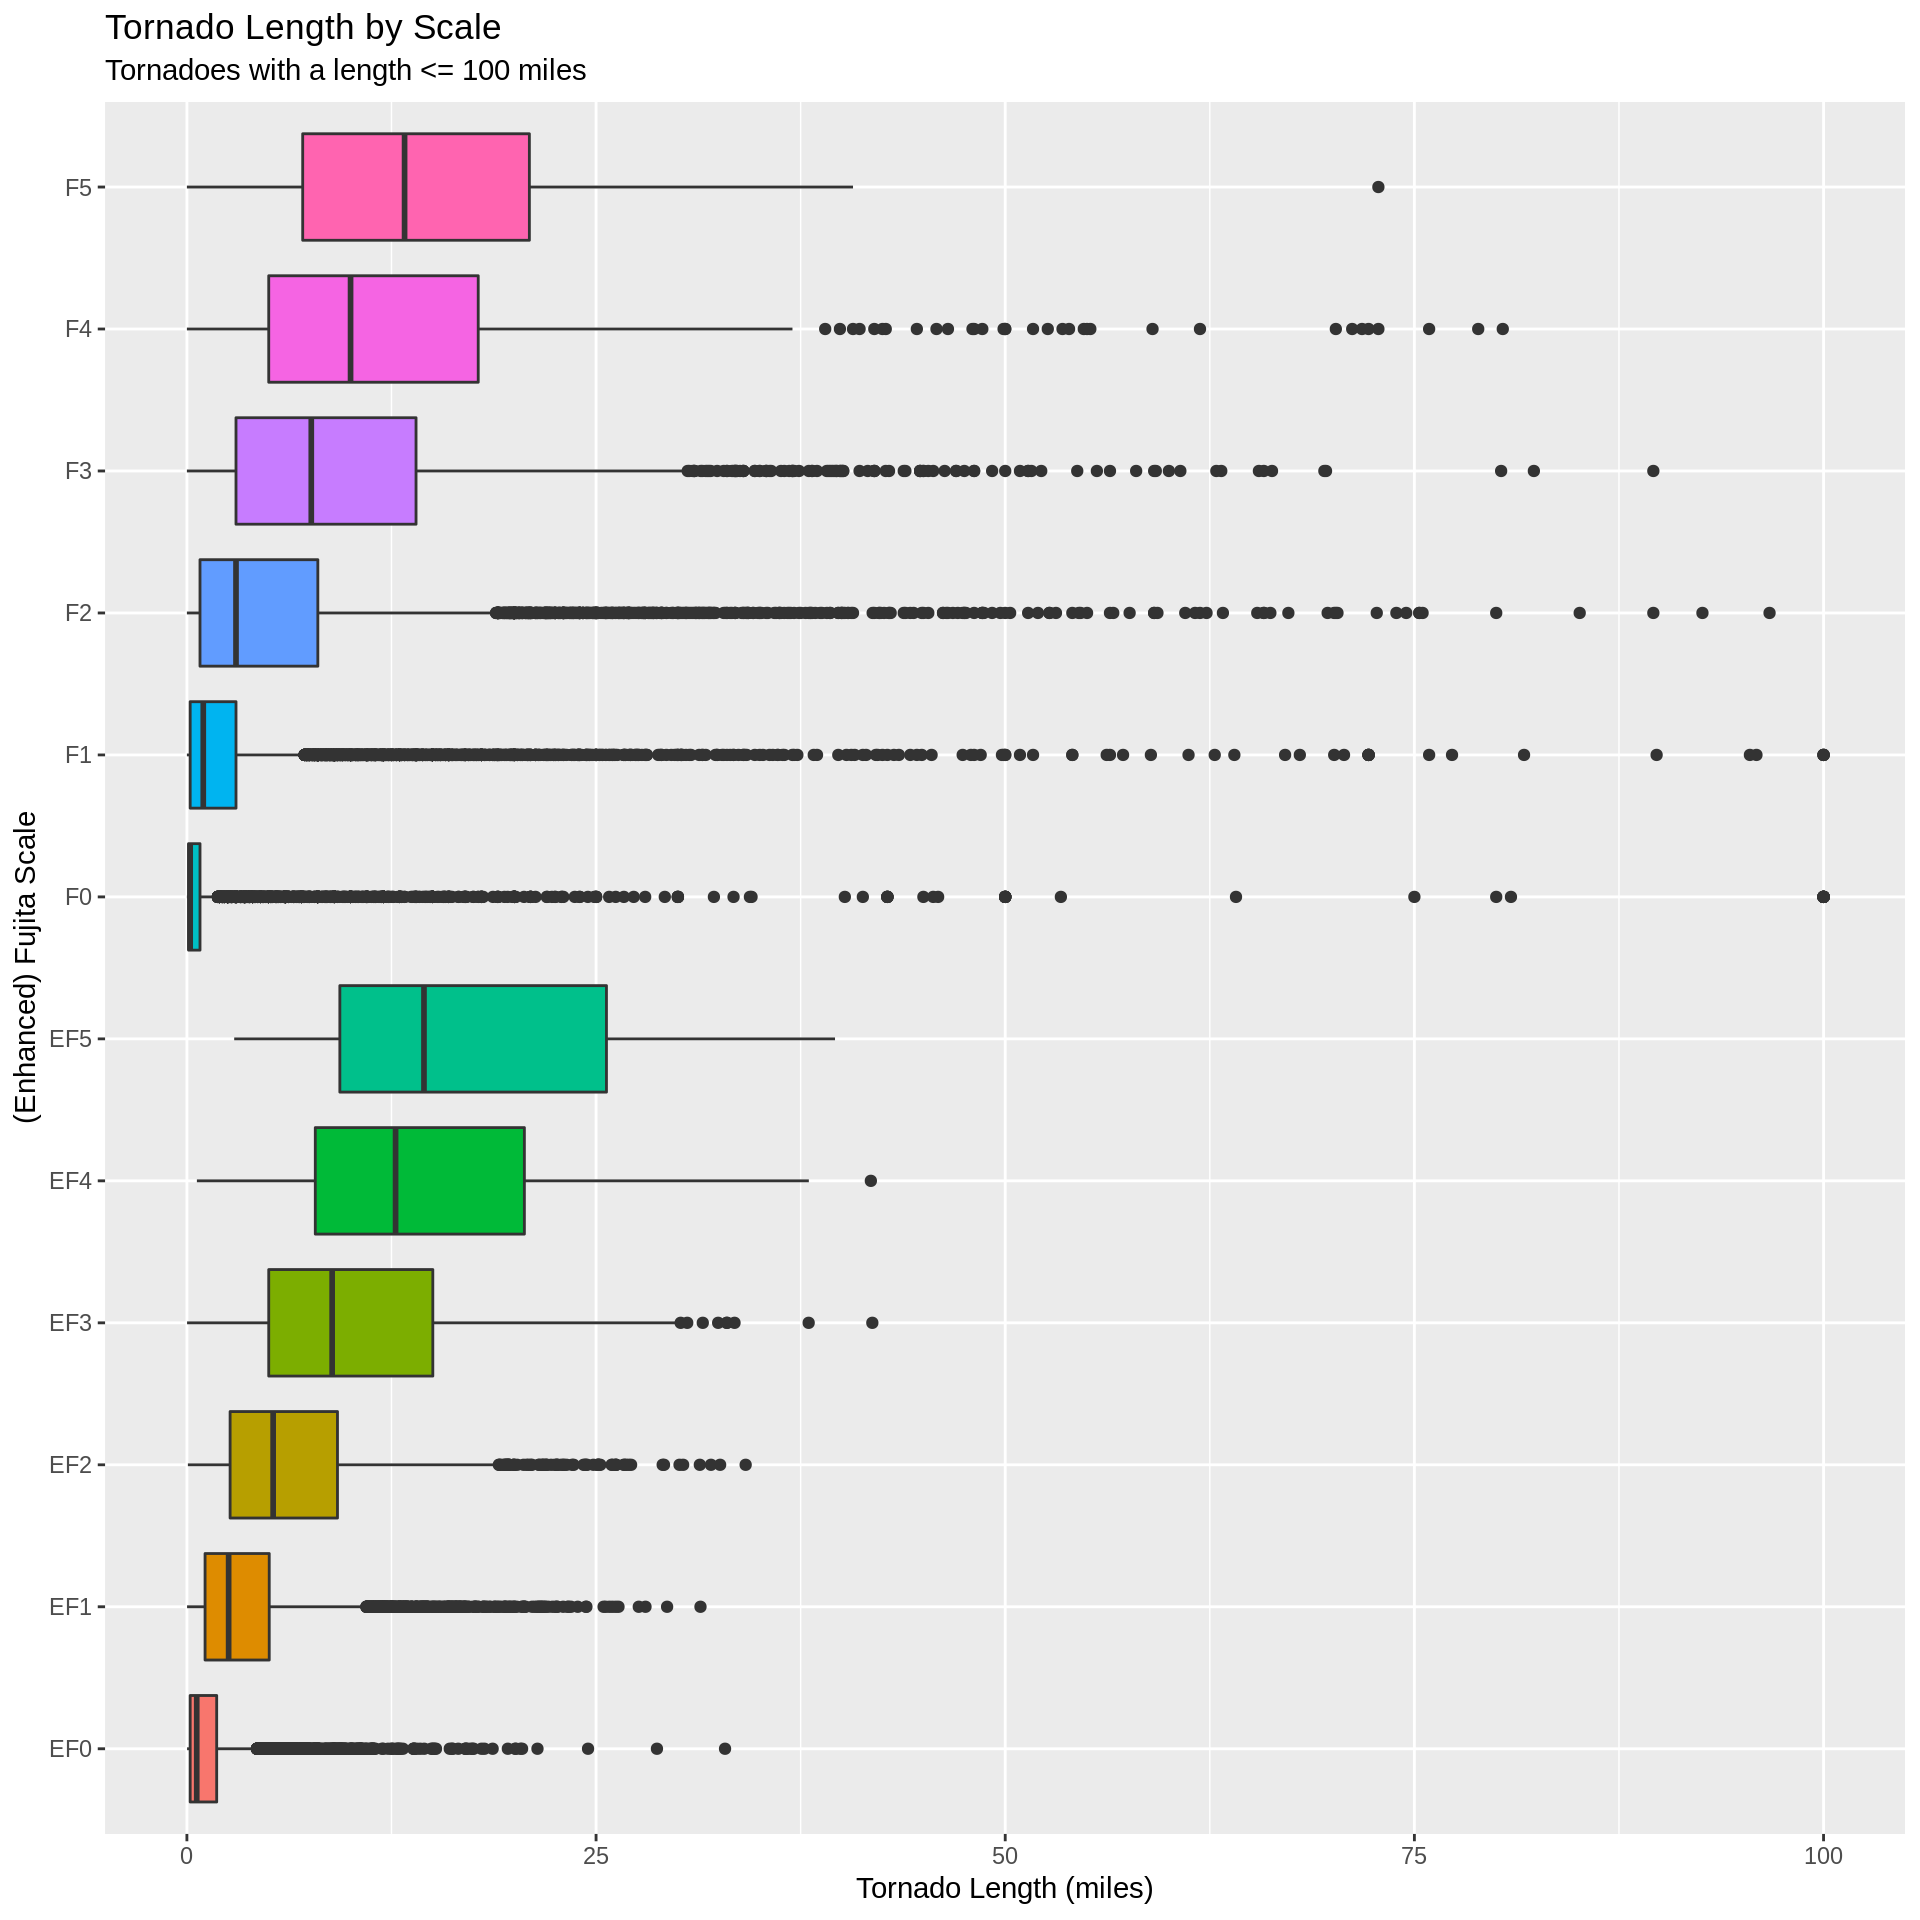 Tornado Length by Scale
Tornadoes with a length <= 100 miles
F5
F4
F3
F2
F1
F0
EF5
EF4
EF3
EF2
EF1
EF0
(Enhanced) Fujita Scale
0 25 50 75 100
Tornado Length (miles)